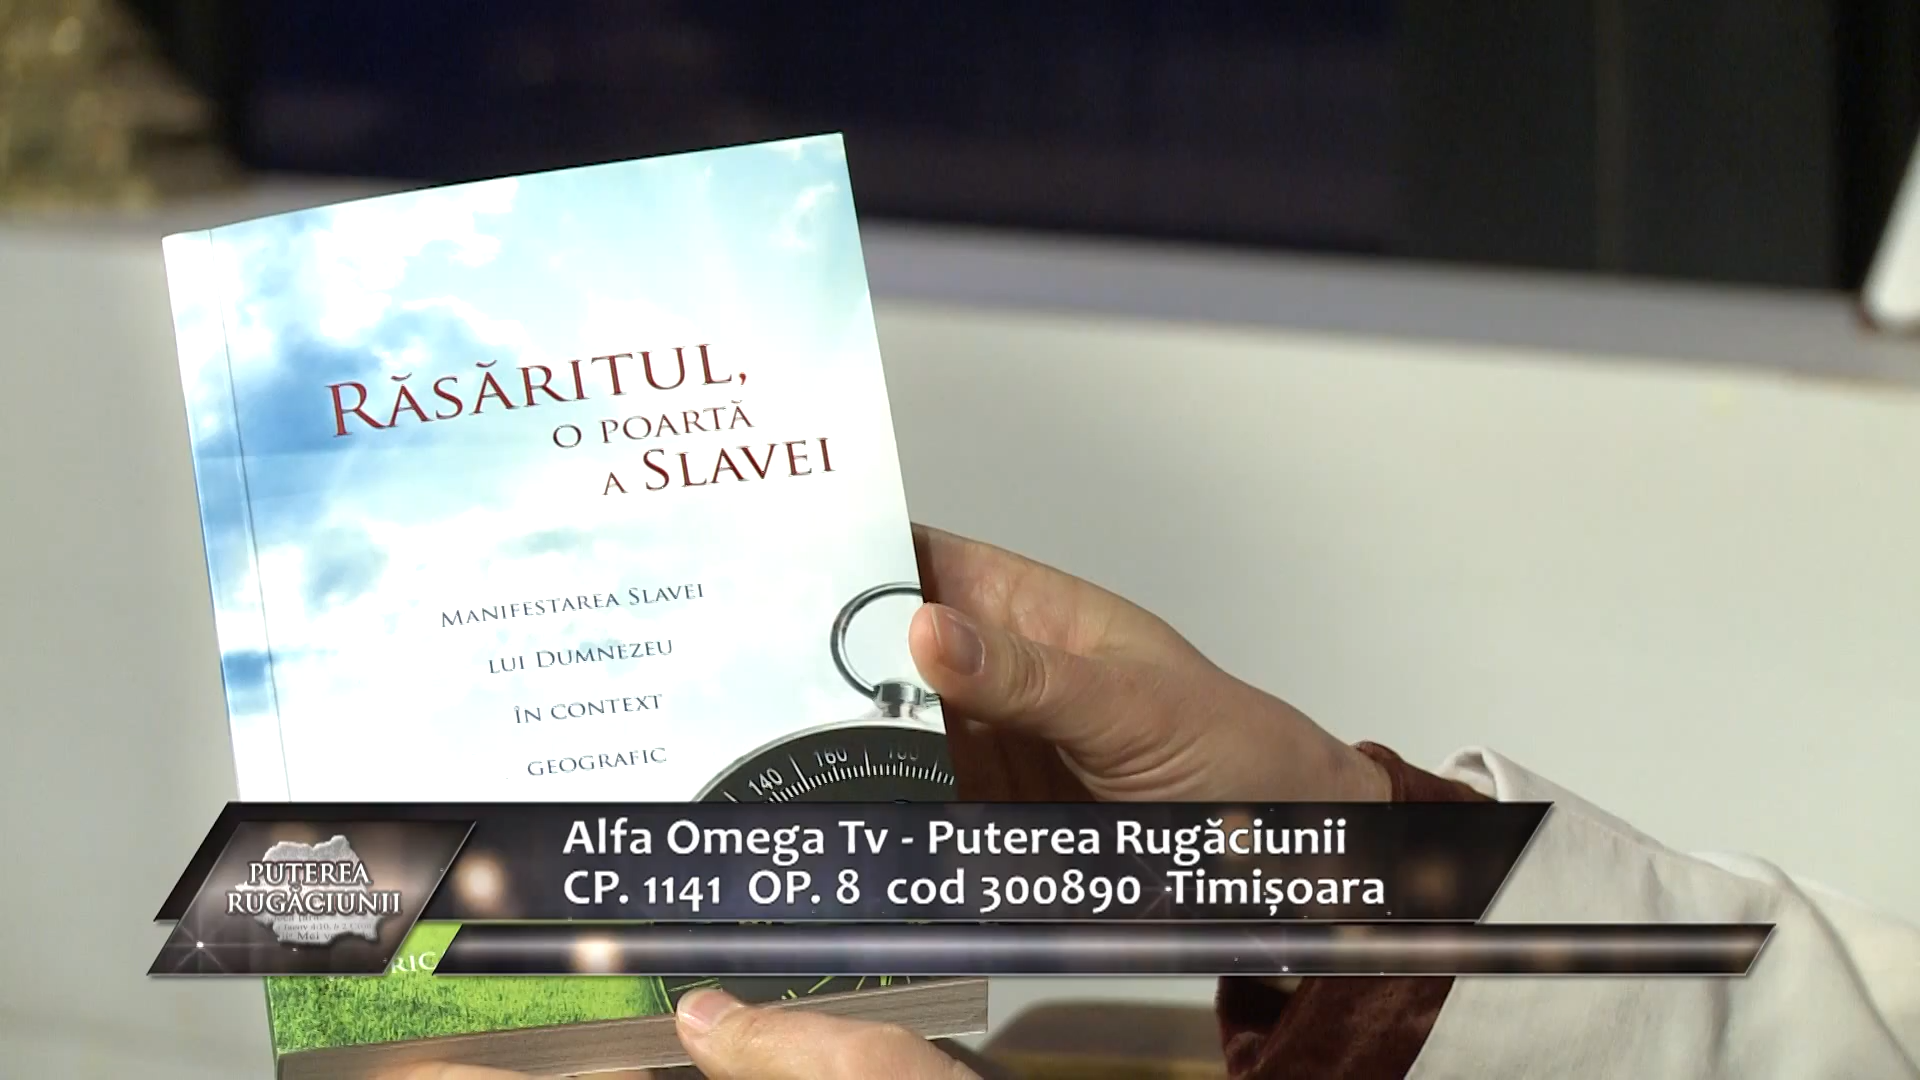 RĂSĂRITUL,
O POARTĂ
A SLAVEI
MANIFESTAREA SLAVEI
LUI DUMNEZEU
ÎN CONTEXT
GEOGRAFIC
140 160 180
Alfa Omega Tv - Puterea Rugăciunii
CP. 1141 OP. 8 cod 300890 Timișoara
PUTEREA
RUGĂCIUNII